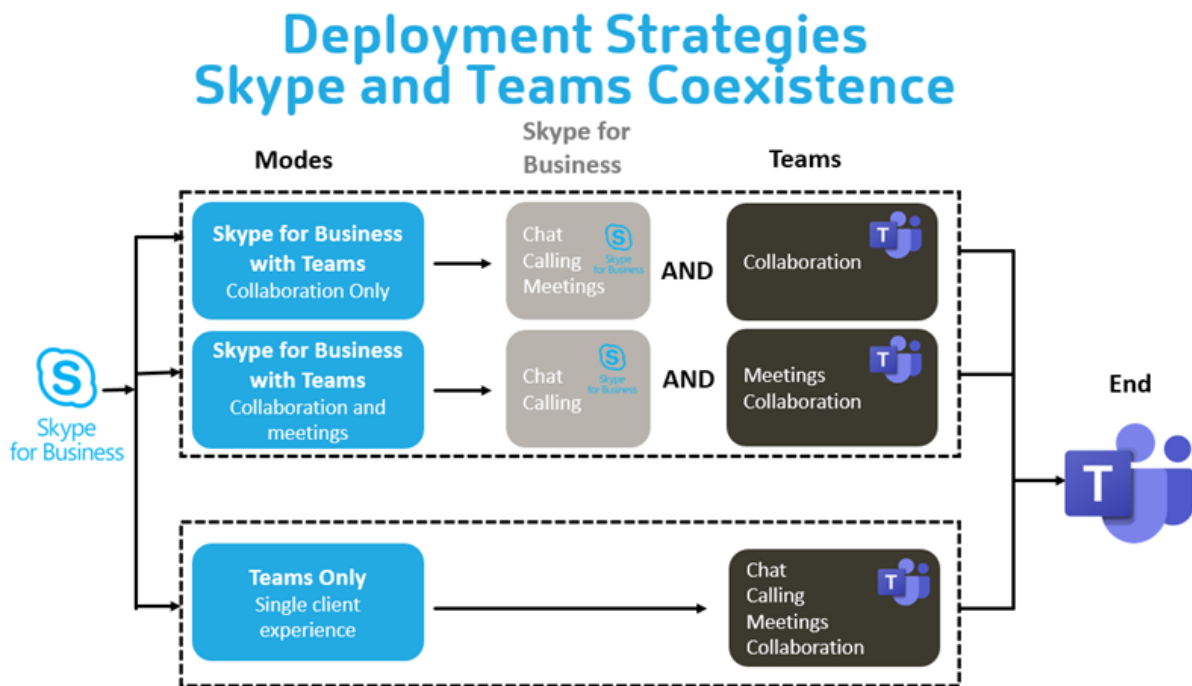 Deployment Strategies
Skype and Teams Coexistence
Modes
Skype for
Business
Teams
Skype for Business
with Teams
Collaboration Only
Chat
Calling
Meetings
S
Skype
for Business
AND
Collaboration
T
Skype for Business
with Teams
Collaboration and
meetings
Chat
Calling
S
Skype
for Business
AND
Meetings
Collaboration
T
S
Skype
for Business
End
T
Teams Only
Single client
experience
Chat
Calling
Meetings
Collaboration
T